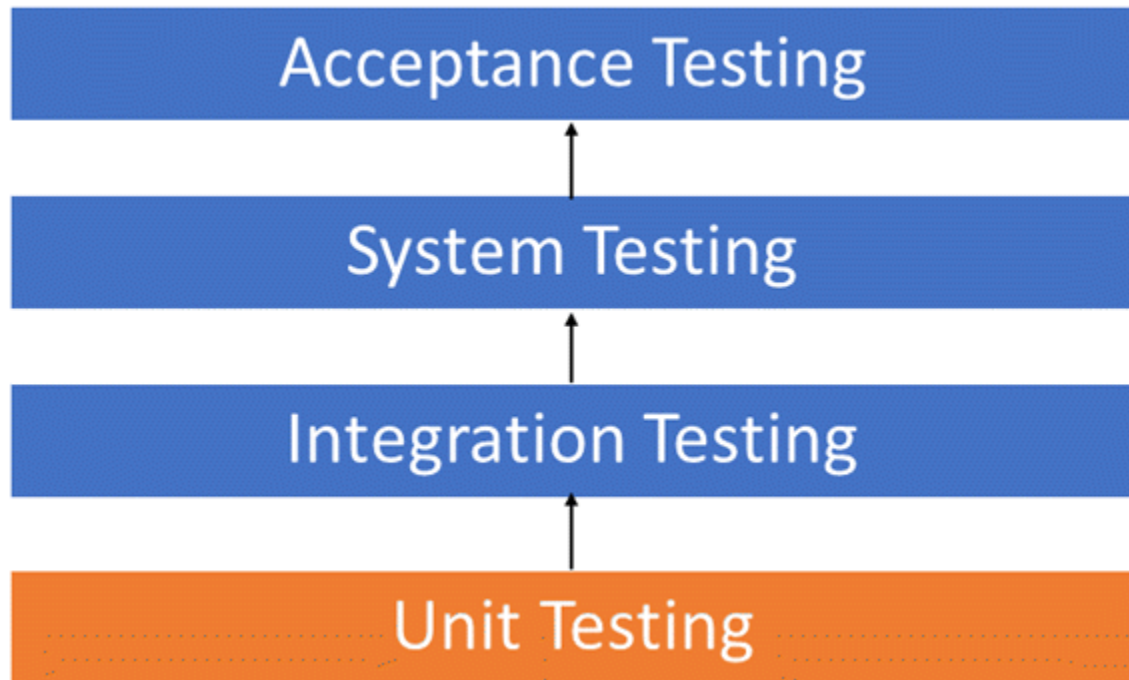 Acceptance Testing
System Testing
Integration Testing
Unit Testing